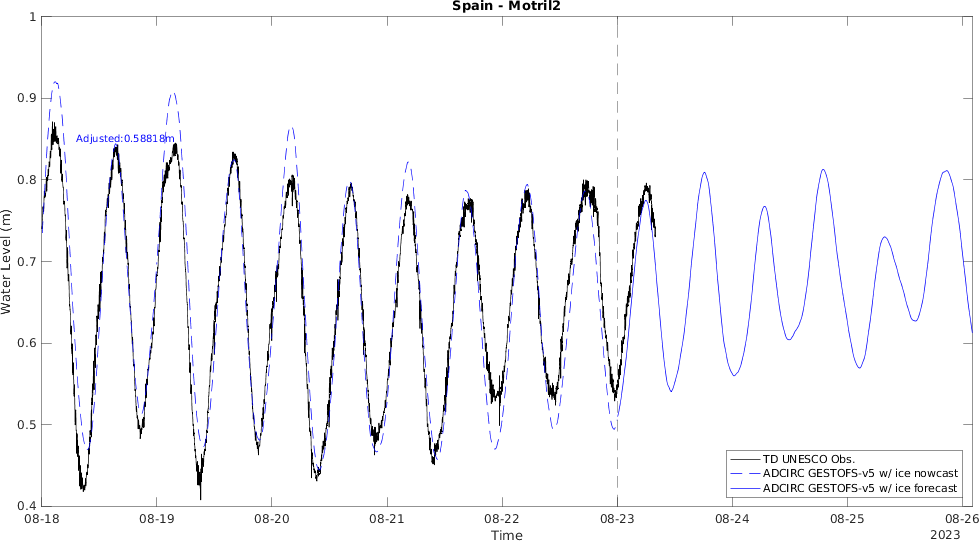 Spain - Motril2
Water Level (m)
1
0.9
0.8
0.7
0.6
0.5
0.4
Adjusted:0.58818m
TD UNESCO Obs.
ADCIRC GESTOFS-v5 w/ ice nowcast
ADCIRC GESTOFS-v5 w/ ice forecast
08-18 08-19 08-20 08-21 08-22 08-23 08-24 08-25 08-26
Time
2023